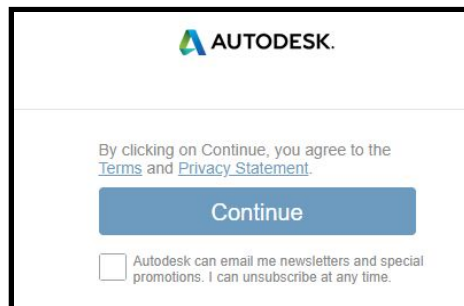 AUTODESK.
By clicking on Continue, you agree to the
Terms and Privacy Statement.
Continue
Autodesk can email me newsletters and special
promotions. I can unsubscribe at any time.